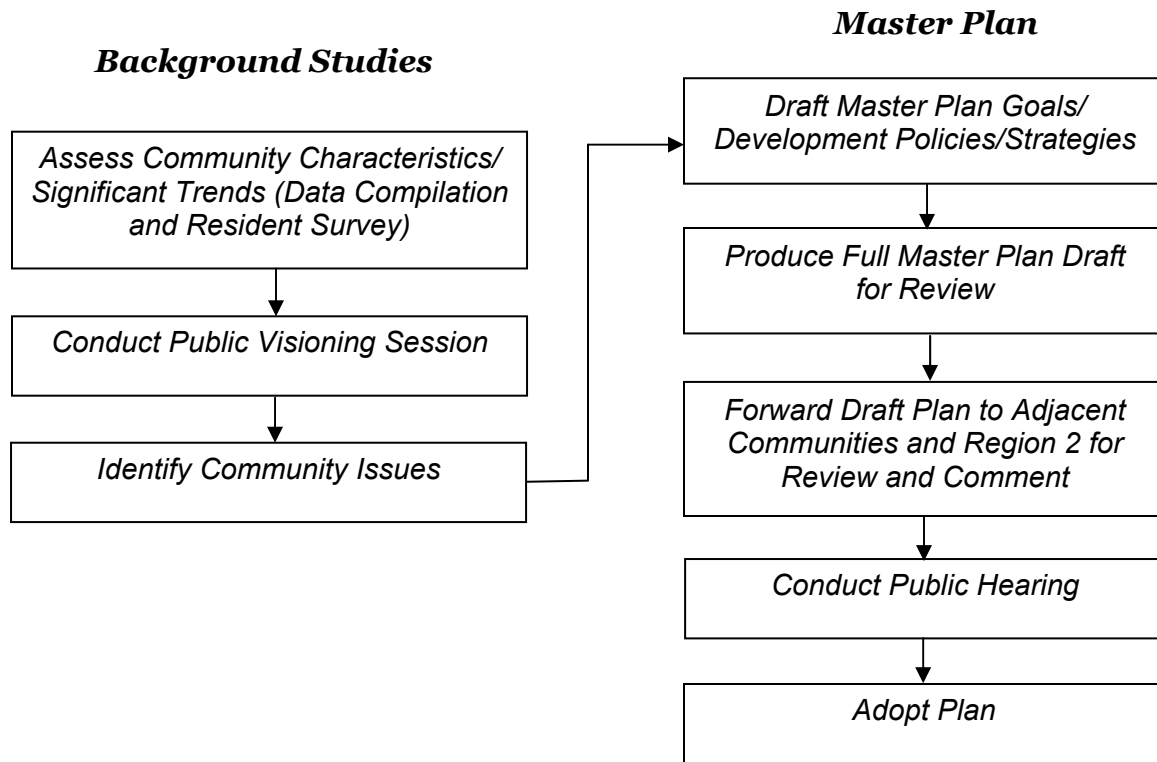 Background Studies
Assess Community Characteristics/
Significant Trends (Data Compilation
and Resident Survey)
Conduct Public Visioning Session
Identify Community Issues
Master Plan
Draft Master Plan Goals/
Development Policies/Strategies
Produce Full Master Plan Draft
for Review
Forward Draft Plan to Adjacent
Communities and Region 2 for
Review and Comment
Conduct Public Hearing
Adopt Plan